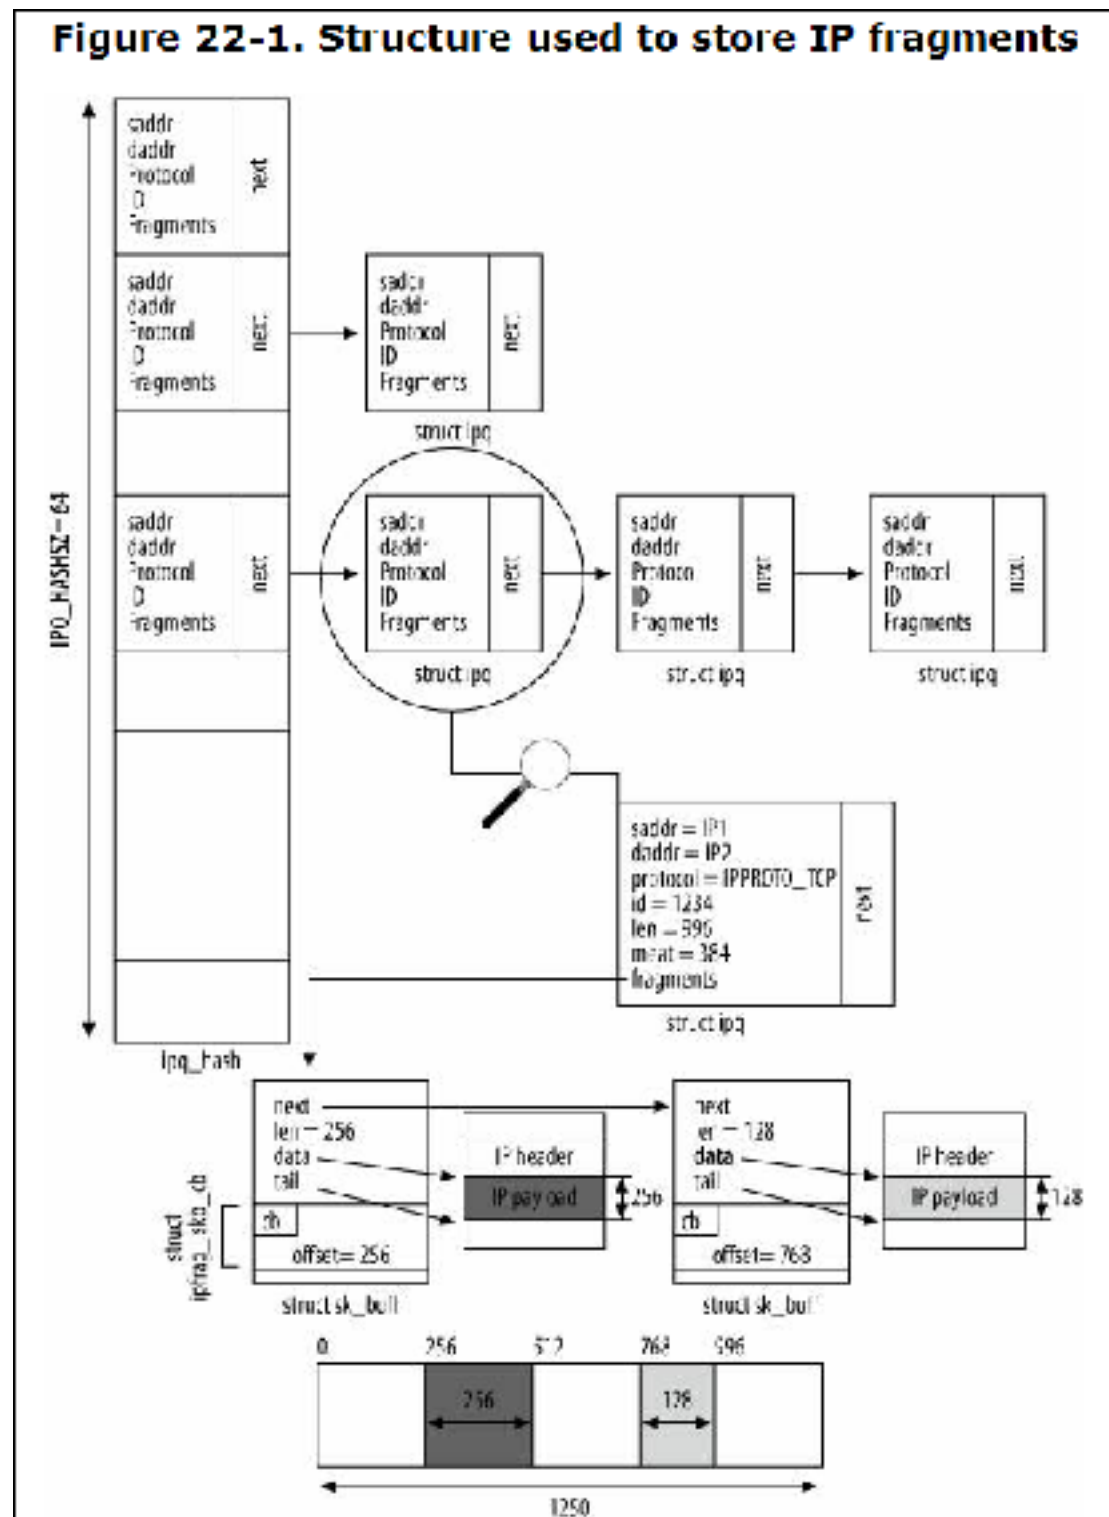 Figure 22-1. Structure used to store IP fragments
saddr
daddr
Protocol
ID
Fragments
next
saddr
daddr
Protocol
ID
Fragments
next
saddr
daddr
Protocol
ID
Fragments
next
struct ipq
IPQ_HASHSZ=64
saddr
daddr
Protocol
ID
Fragments
next
saddr
daddr
Protocol
ID
Fragments
next
struct ipq
saddr
daddr
Protoco
ID
Fragments
next
struct ipq
saddr
daddr
Protocol
ID
Fragments
next
struct ipq
saddr = IP1
daddr = IP2
protocol = IPPROTO_TCP
id = 1234
len = 996
meat = 384
fragments
next
struct ipq
ipq_hash
next
len = 256
data
tail
cb
offset= 256
struct sk_buff
struct
ipfrag_skb_cb
IP header
IP payload
256
next
len = 128
data
tail
cb
offset= 768
struct sk_buff
IP header
IP payload
128
0 256 512 768 996
256
128
1250